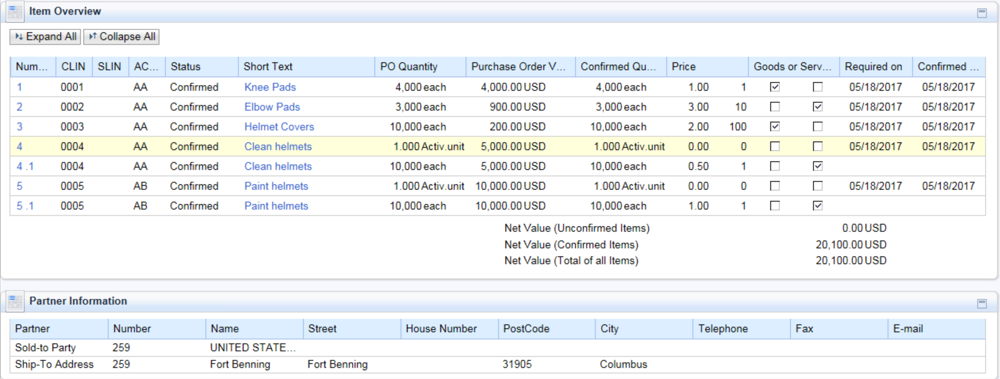 Item Overview
Expand All Collapse All
Num... CLIN SLIN AC... Status Short Text PO Quantity Purchase Order V... Confirmed Qu... Price Goods or Serv... Required on Confirmed ...
1 0001 AA Confirmed Knee Pads 4,000 each 4,000.00 USD 4,000 each 1.00 1 05/18/2017 05/18/2017
2 0002 AA Confirmed Elbow Pads 3,000 each 900.00 USD 3,000 each 3.00 10 05/18/2017 05/18/2017
3 0003 AA Confirmed Helmet Covers 10,000 each 200.00 USD 10,000 each 2.00 100 05/18/2017 05/18/2017
4 0004 AA Confirmed Clean helmets 1.000 Activ.unit 5,000.00 USD 1.000 Activ.unit 0.00 0 05/18/2017 05/18/2017
4 .1 0004 AA Confirmed Clean helmets 10,000 each 5,000.00 USD 10,000 each 0.50 1
5 0005 AB Confirmed Paint helmets 1.000 Activ.unit 10,000.00 USD 1.000 Activ.unit 0.00 0 05/18/2017 05/18/2017
5 .1 0005 AB Confirmed Paint helmets 10,000 each 10,000.00 USD 10,000 each 1.00 1
Net Value (Unconfirmed Items) 0.00 USD
Net Value (Confirmed Items) 20,100.00 USD
Net Value (Total of all Items) 20,100.00 USD
Partner Information
Partner Number Name Street House Number PostCode City Telephone Fax E-mail
Sold-to Party 259 UNITED STATE...
Ship-To Address 259 Fort Benning Fort Benning 31905 Columbus